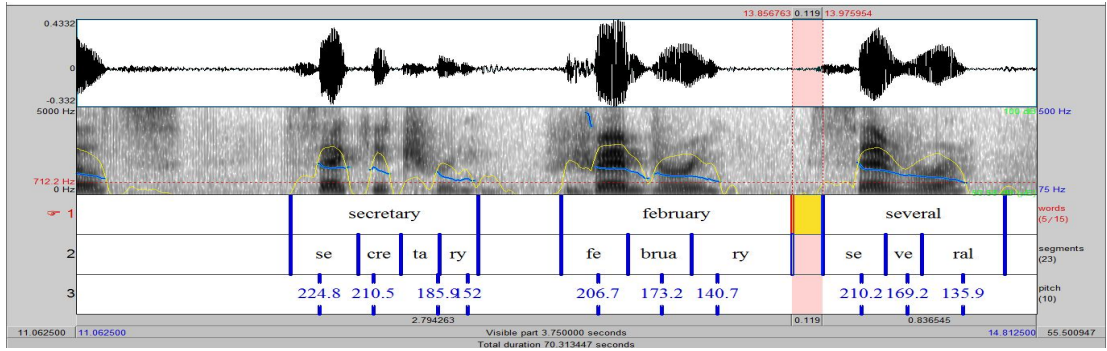 13.856763 0.119 13.975954
0.4332
0
-0.332
5000 Hz
500 Hz
712.2 Hz
0 Hz
75 Hz
1 secretary february several words
(5/15)
2 se cre ta ry fe brua ry se ve ral segments
(23)
3 224.8 210.5 185.9 152 206.7 173.2 140.7 210.2 169.2 135.9 pitch
(10)
2.794263 0.119 0.836545
11.062500 11.062500 Visible part 3.750000 seconds 14.812500 55.500947
Total duration 70.313447 seconds